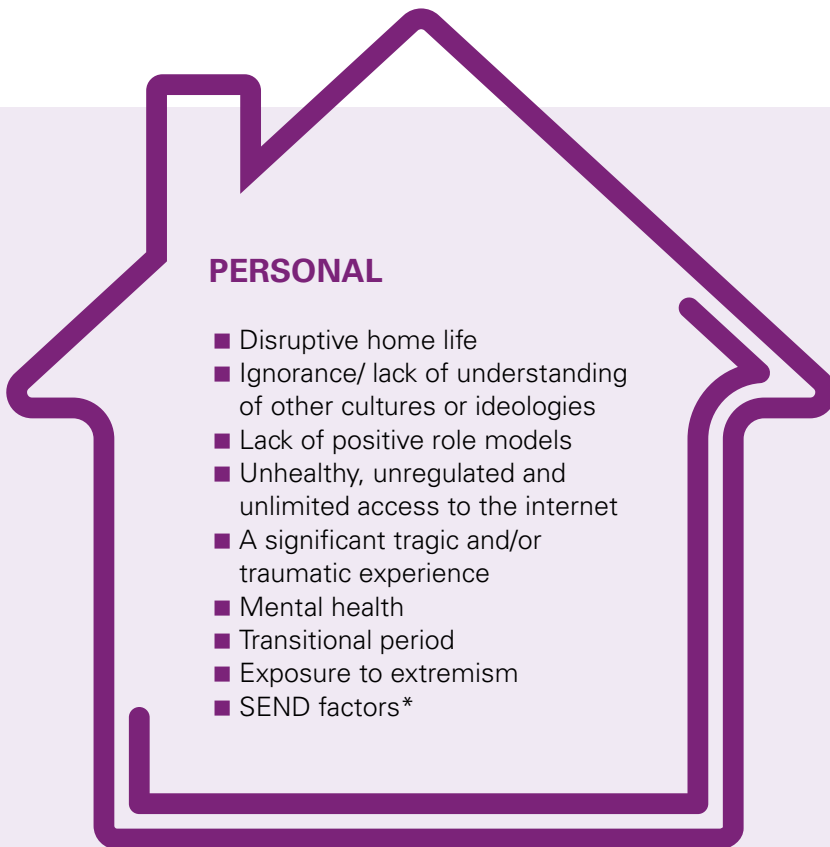 PERSONAL
■ Disruptive home life
■ Ignorance/ lack of understanding
of other cultures or ideologies
■ Lack of positive role models
■ Unhealthy, unregulated and
unlimited access to the internet
■ A significant tragic and/or
traumatic experience
■ Mental health
■ Transitional period
■ Exposure to extremism
■ SEND factors*